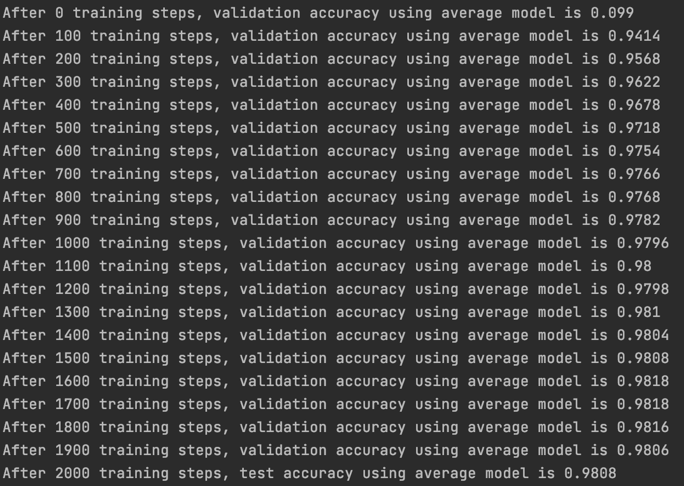 After 0 training steps, validation accuracy using average model is 0.099
After 100 training steps, validation accuracy using average model is 0.9414
After 200 training steps, validation accuracy using average model is 0.9568
After 300 training steps, validation accuracy using average model is 0.9622
After 400 training steps, validation accuracy using average model is 0.9678
After 500 training steps, validation accuracy using average model is 0.9718
After 600 training steps, validation accuracy using average model is 0.9754
After 700 training steps, validation accuracy using average model is 0.9766
After 800 training steps, validation accuracy using average model is 0.9768
After 900 training steps, validation accuracy using average model is 0.9782
After 1000 training steps, validation accuracy using average model is 0.9796
After 1100 training steps, validation accuracy using average model is 0.98
After 1200 training steps, validation accuracy using average model is 0.9798
After 1300 training steps, validation accuracy using average model is 0.981
After 1400 training steps, validation accuracy using average model is 0.9804
After 1500 training steps, validation accuracy using average model is 0.9808
After 1600 training steps, validation accuracy using average model is 0.9818
After 1700 training steps, validation accuracy using average model is 0.9818
After 1800 training steps, validation accuracy using average model is 0.9816
After 1900 training steps, validation accuracy using average model is 0.9806
After 2000 training steps, test accuracy using average model is 0.9808